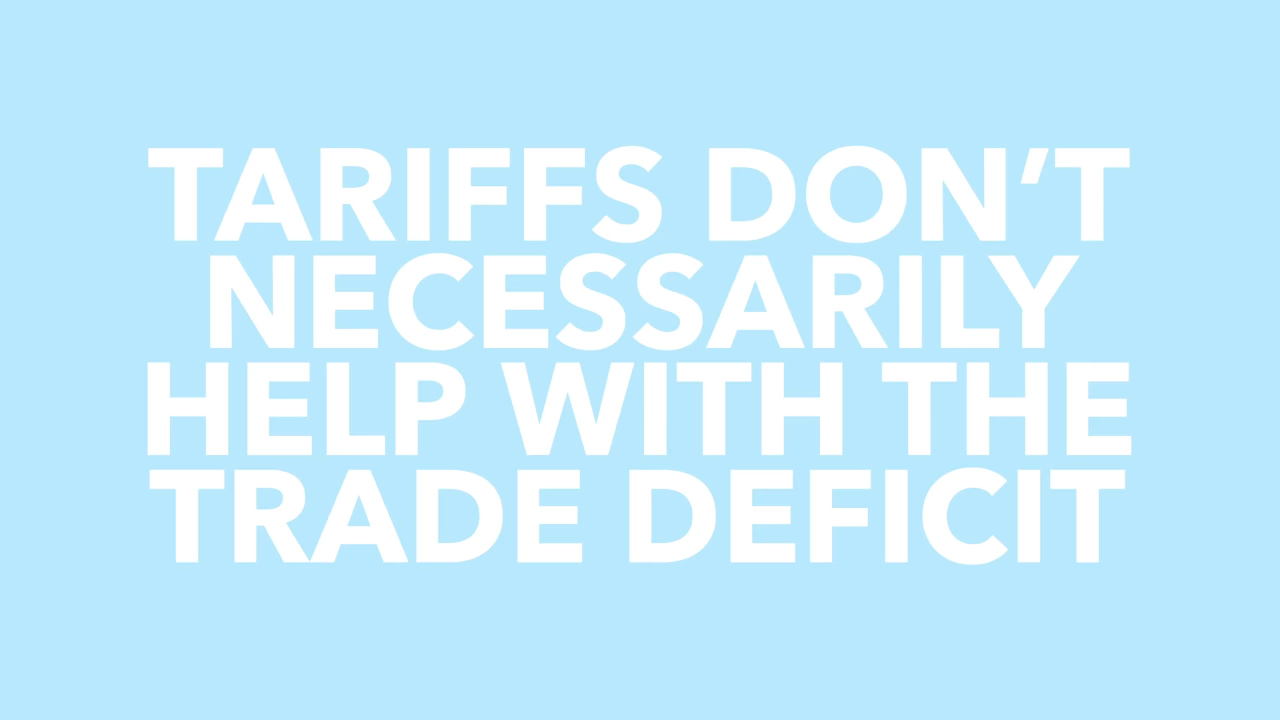 TARIFFS DON’T
NECESSARILY
HELP WITH THE
TRADE DEFICIT